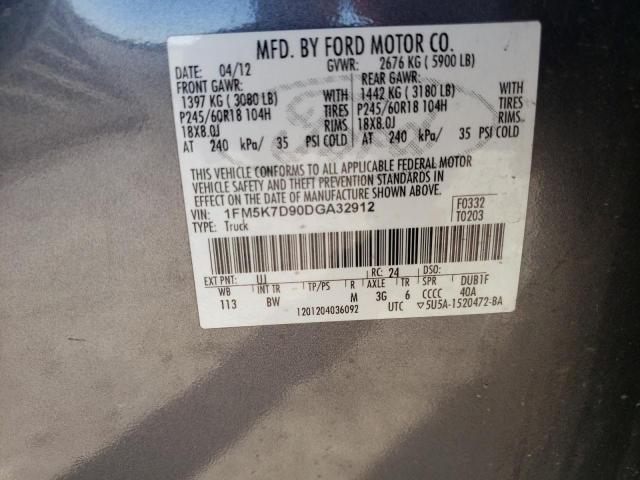 MFD. BY FORD MOTOR CO.
DATE: 04/12 GVWR: 2676 KG ( 5900 LB)
FRONT GAWR: REAR GAWR:
1397 KG ( 3080 LB) 1442 KG ( 3180 LB)
P245/60R18 104H TIRES P245/60R18 104H TIRES
18X8.0J RIMS 18X8.0J RIMS
AT 240 kPa/ 35 PSI COLD AT 240 kPa/ 35 PSI COLD
THIS VEHICLE CONFORMS TO ALL APPLICABLE FEDERAL MOTOR
VEHICLE SAFETY AND THEFT PREVENTION STANDARDS IN
EFFECT ON THE DATE OF MANUFACTURE SHOWN ABOVE.
VIN: 1FM5K7D90DGA32912 F0332
TYPE: Truck T0203
EXT PNT: UJ RC: 24 DSO:
WB INT TR TP/PS R AXLE TR SPR DUB1F
113 BW M 3G 6 CCCC 40A
1201204036092 UTC ▽5U5A-1520472-BA